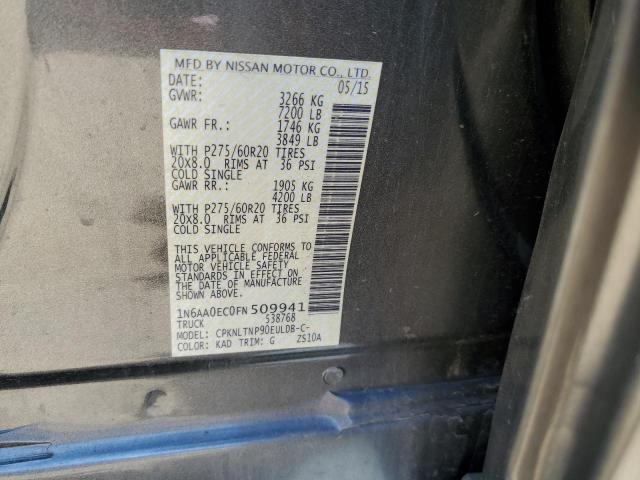 MFD BY NISSAN MOTOR CO., LTD.
DATE: 05/15
GVWR: 3266 KG
7200 LB
GAWR FR.: 1746 KG
3849 LB
WITH P275/60R20 TIRES
20X8.0 RIMS AT 36 PSI
COLD SINGLE
GAWR RR.: 1905 KG
4200 LB
WITH P275/60R20 TIRES
20X8.0 RIMS AT 36 PSI
COLD SINGLE
THIS VEHICLE CONFORMS TO
ALL APPLICABLE FEDERAL
MOTOR VEHICLE SAFETY
STANDARDS IN EFFECT ON
THE DATE OF MANUFACTURE
SHOWN ABOVE.
1N6AA0EC0FN509941
TRUCK 538768
MODEL: CPKNLTNP90EULDB-C-
COLOR: KAD TRIM: G ZS10A